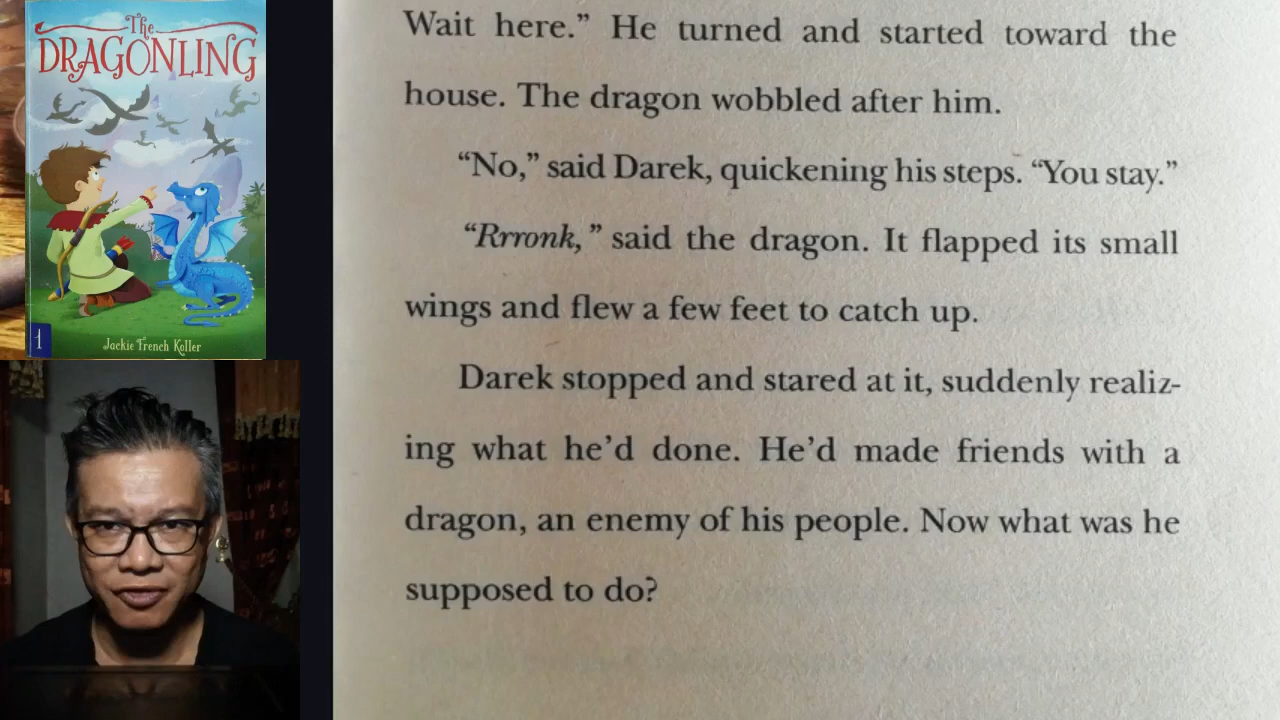 The
DRAGONLING
1
Jackie French Koller
Wait here.” He turned and started toward the
house. The dragon wobbled after him.
“No,” said Darek, quickening his steps. “You stay.”
“Rrronk,” said the dragon. It flapped its small
wings and flew a few feet to catch up.
Darek stopped and stared at it, suddenly realiz-
ing what he’d done. He’d made friends with a
dragon, an enemy of his people. Now what was he
supposed to do?